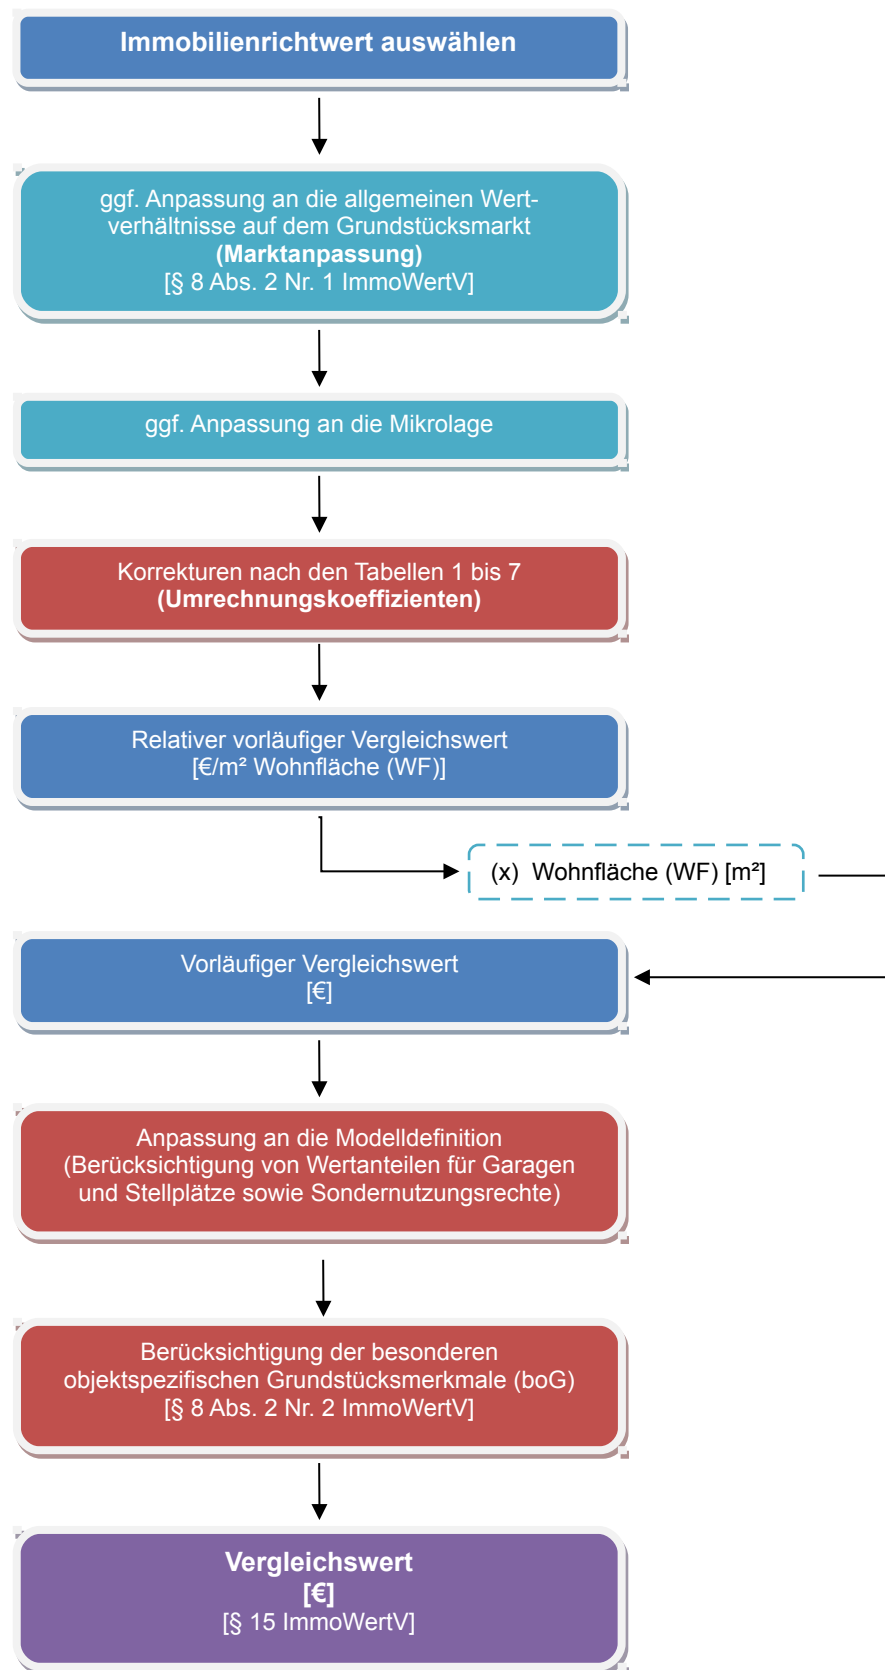 Immobilienrichtwert auswählen
ggf. Anpassung an die allgemeinen Wert-
verhältnisse auf dem Grundstücksmarkt
(Marktanpassung)
[§ 8 Abs. 2 Nr. 1 ImmoWertV]
ggf. Anpassung an die Mikrolage
Korrekturen nach den Tabellen 1 bis 7
(Umrechnungskoeffizienten)
Relativer vorläufiger Vergleichswert
[€/m² Wohnfläche (WF)]
(x) Wohnfläche (WF) [m²]
Vorläufiger Vergleichswert
[€]
Anpassung an die Modelldefinition
(Berücksichtigung von Wertanteilen für Garagen
und Stellplätze sowie Sondernutzungsrechte)
Berücksichtigung der besonderen
objektspezifischen Grundstücksmerkmale (boG)
[§ 8 Abs. 2 Nr. 2 ImmoWertV]
Vergleichswert
[€]
[§ 15 ImmoWertV]